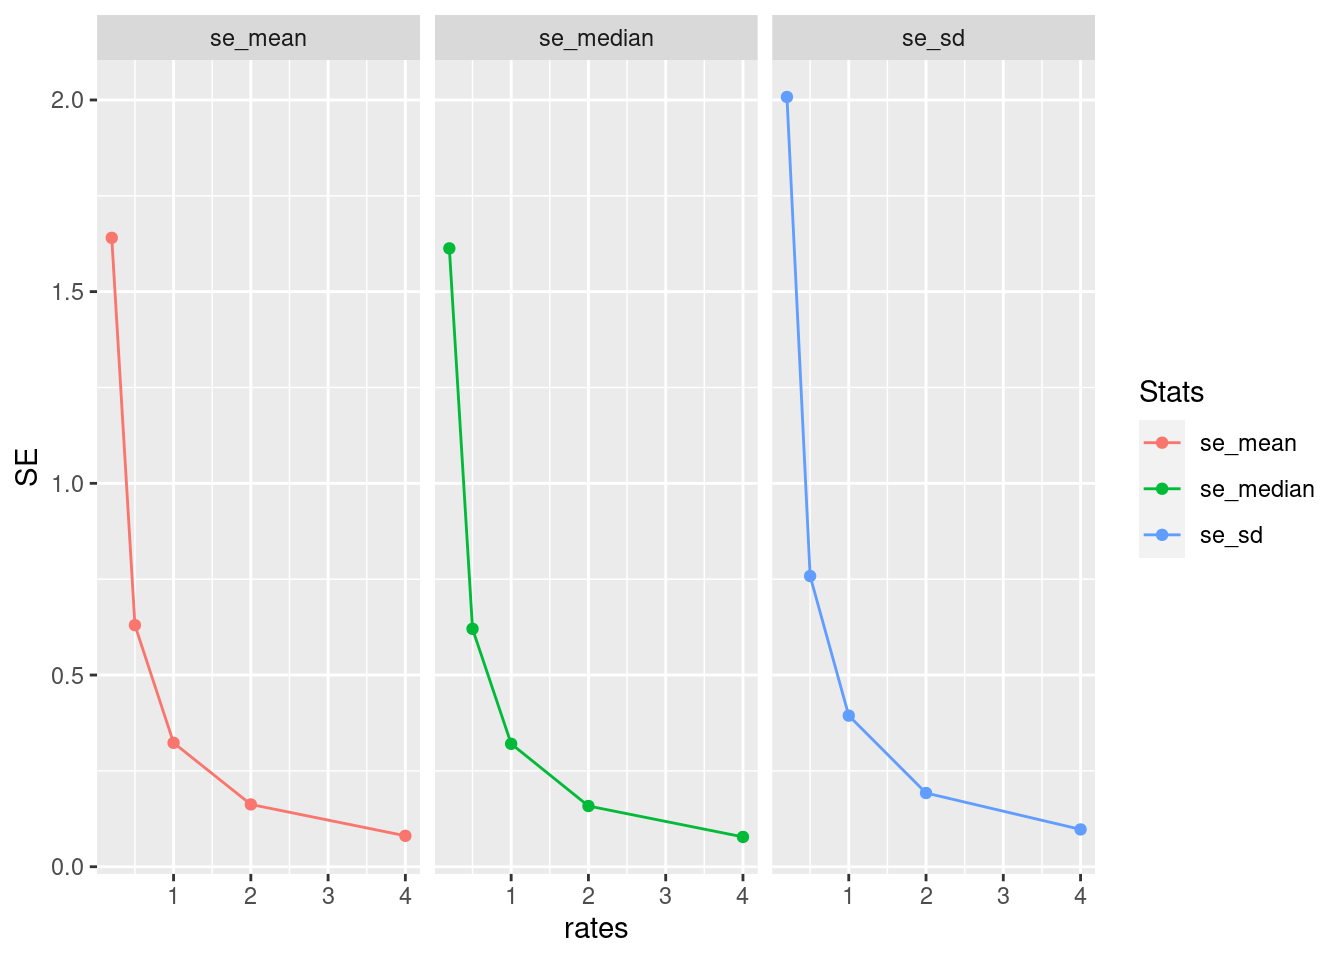 se_mean se_median se_sd
2.0
1.5
1.0
0.5
0.0
SE
1 2 3 4 1 2 3 4 1 2 3 4
rates
Stats
se_mean
se_median
se_sd